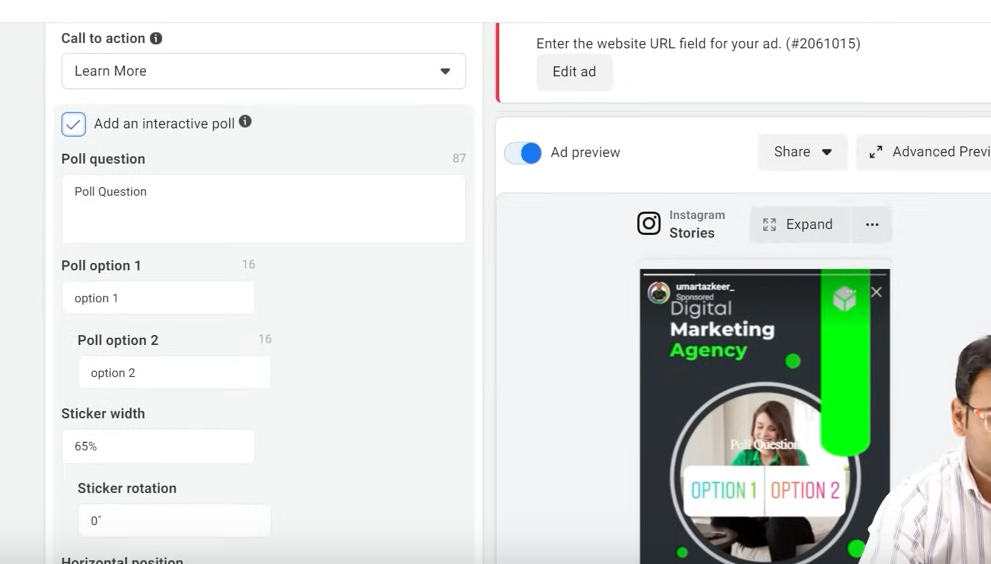 Call to action
Learn More
Add an interactive poll
Poll question
87
Poll Question
Poll option 1
16
option 1
Poll option 2
16
option 2
Sticker width
65%
Sticker rotation
0°
Horizontal position
Enter the website URL field for your ad. (#2061015)
Edit ad
Ad preview
Share
Advanced Previ
Instagram
Stories
Expand
umartazkeer_
Sponsored
Digital
Marketing
Agency
Poll Question
OPTION 1
OPTION 2